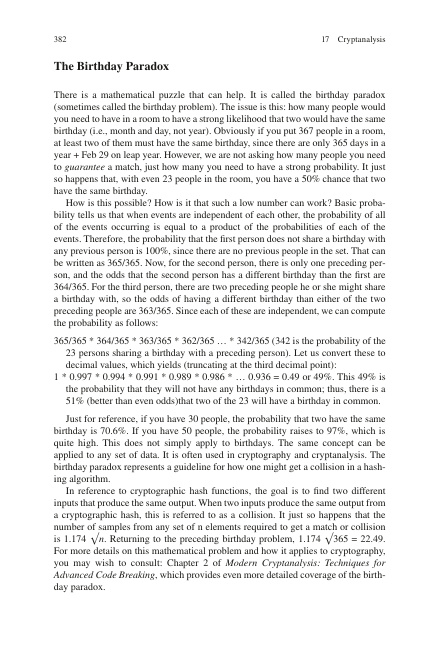 382
17 Cryptanalysis
The Birthday Paradox
There is a mathematical puzzle that can help. It is called the birthday paradox
(sometimes called the birthday problem). The issue is this: how many people would
you need to have in a room to have a strong likelihood that two would have the same
birthday (i.e., month and day, not year). Obviously if you put 367 people in a room,
at least two of them must have the same birthday, since there are only 365 days in a
year + Feb 29 on leap year. However, we are not asking how many people you need
to guarantee a match, just how many you need to have a strong probability. It just
so happens that, with even 23 people in the room, you have a 50% chance that two
have the same birthday.
How is this possible? How is it that such a low number can work? Basic proba-
bility tells us that when events are independent of each other, the probability of all
of the events occurring is equal to a product of the probabilities of each of the
events. Therefore, the probability that the first person does not share a birthday with
any previous person is 100%, since there are no previous people in the set. That can
be written as 365/365. Now, for the second person, there is only one preceding per-
son, and the odds that the second person has a different birthday than the first are
364/365. For the third person, there are two preceding people he or she might share
a birthday with, so the odds of having a different birthday than either of the two
preceding people are 363/365. Since each of these are independent, we can compute
the probability as follows:
365/365 * 364/365 * 363/365 * 362/365 … * 342/365 (342 is the probability of the
23 persons sharing a birthday with a preceding person). Let us convert these to
decimal values, which yields (truncating at the third decimal point):
1 * 0.997 * 0.994 * 0.991 * 0.989 * 0.986 * … 0.936 = 0.49 or 49%. This 49% is
the probability that they will not have any birthdays in common; thus, there is a
51% (better than even odds)that two of the 23 will have a birthday in common.
Just for reference, if you have 30 people, the probability that two have the same
birthday is 70.6%. If you have 50 people, the probability raises to 97%, which is
quite high. This does not simply apply to birthdays. The same concept can be
applied to any set of data. It is often used in cryptography and cryptanalysis. The
birthday paradox represents a guideline for how one might get a collision in a hash-
ing algorithm.
In reference to cryptographic hash functions, the goal is to find two different
inputs that produce the same output. When two inputs produce the same output from
a cryptographic hash, this is referred to as a collision. It just so happens that the
number of samples from any set of n elements required to get a match or collision
is 1.174 √n. Returning to the preceding birthday problem, 1.174 √365 = 22.49.
For more details on this mathematical problem and how it applies to cryptography,
you may wish to consult: Chapter 2 of Modern Cryptanalysis: Techniques for
Advanced Code Breaking, which provides even more detailed coverage of the birth-
day paradox.